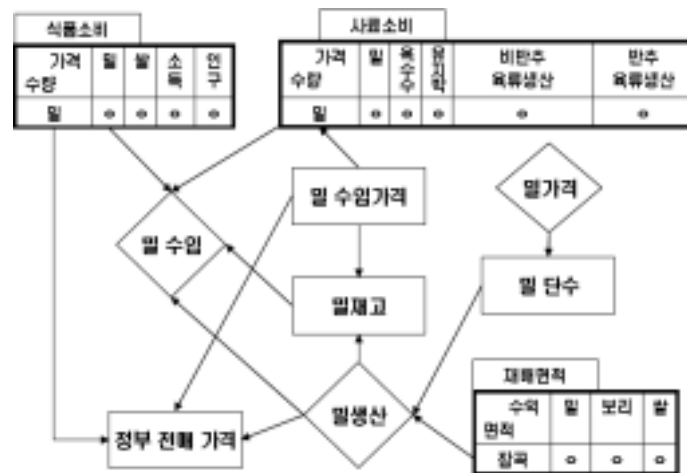 식품소비
가격 밀 쌀 소득 인구
수량
밀 o o o o
사료소비
가격 밀 옥수수 비반추 반추
수량 육류생산 육류생산
밀 o o o o o
밀 수입
밀 수입가격
밀가격
밀재고
밀 단수
밀생산
정부 전매 가격
재배면적
수익 밀 보리 쌀
면적
잡곡 o o o